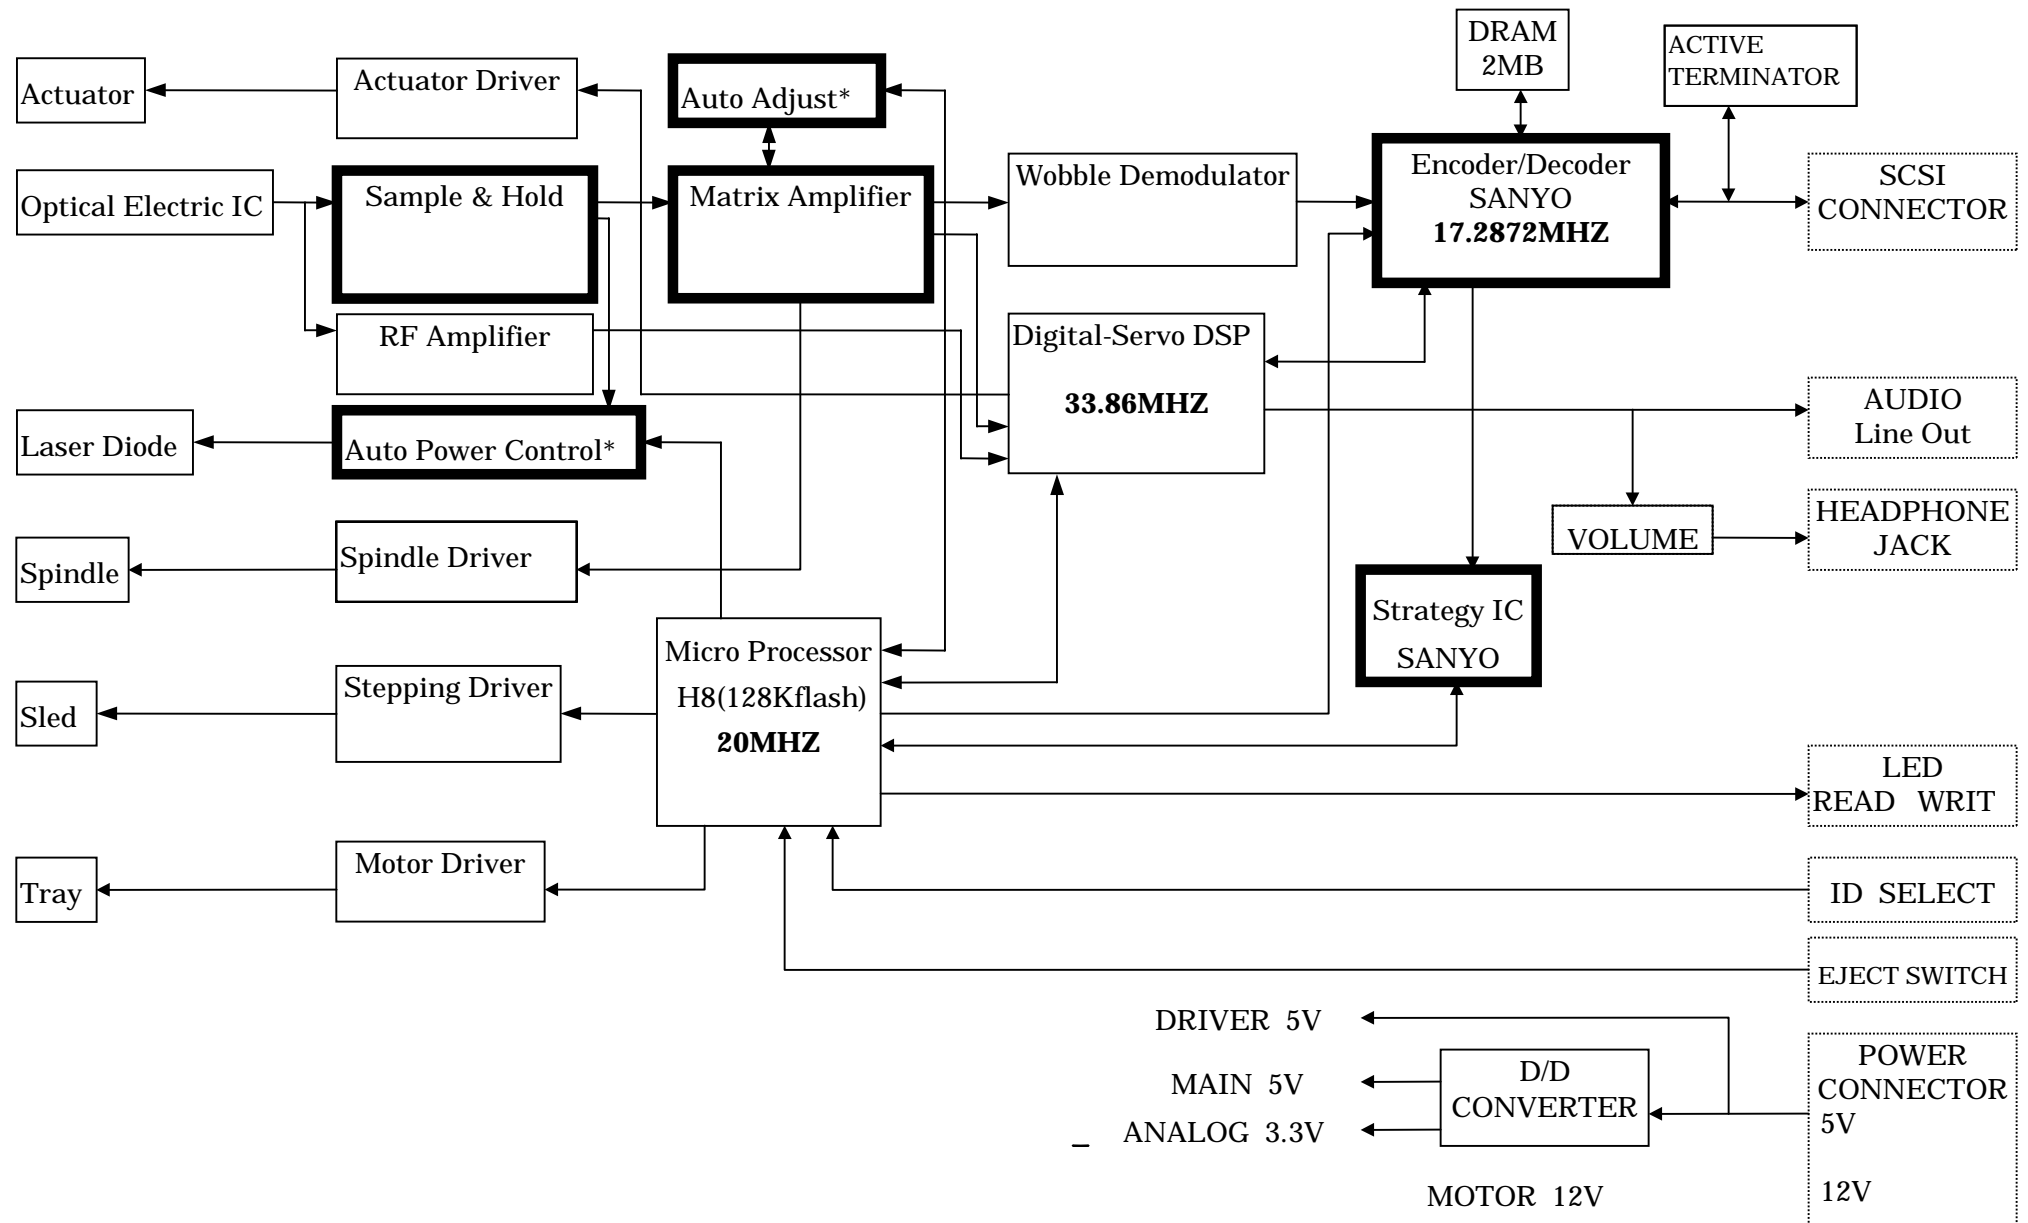 DRAM
2MB
ACTIVE
TERMINATOR
Actuator
Actuator Driver
Auto Adjust*
Optical Electric IC
Sample & Hold
Matrix Amplifier
Wobble Demodulator
Encoder/Decoder
SANYO
17.2872MHZ
SCSI
CONNECTOR
RF Amplifier
Digital-Servo DSP
33.86MHZ
AUDIO
Line Out
Laser Diode
Auto Power Control*
HEADPHONE
JACK
VOLUME
Spindle
Spindle Driver
Strategy IC
SANYO
Micro Processor
H8(128Kflash)
20MHZ
Sled
Stepping Driver
LED
READ WRIT
Tray
Motor Driver
ID SELECT
EJECT SWITCH
DRIVER 5V
MAIN 5V
_ ANALOG 3.3V
D/D
CONVERTER
POWER
CONNECTOR
5V
12V
MOTOR 12V